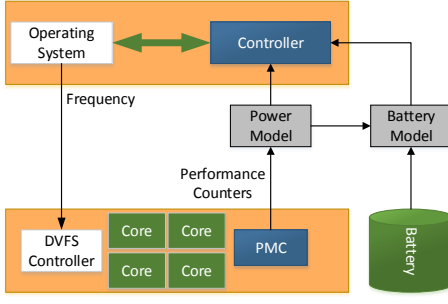 Operating
System
Controller
Frequency
Power
Model
Battery
Model
Performance
Counters
DVFS
Controller
Core
Core
Core
Core
PMC
Battery